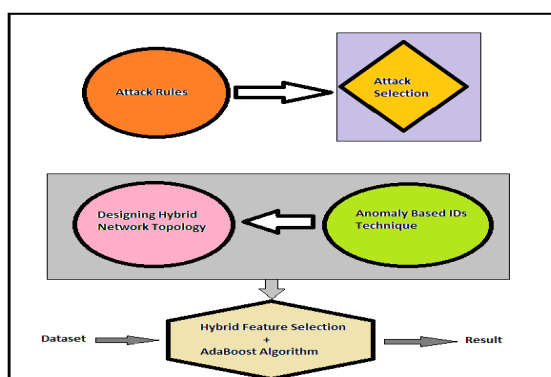 Attack Rules
Attack
Selection
Designing Hybrid
Network Topology
Anomaly Based IDs
Technique
Dataset
Hybrid Feature Selection
+
AdaBoost Algorithm
Result